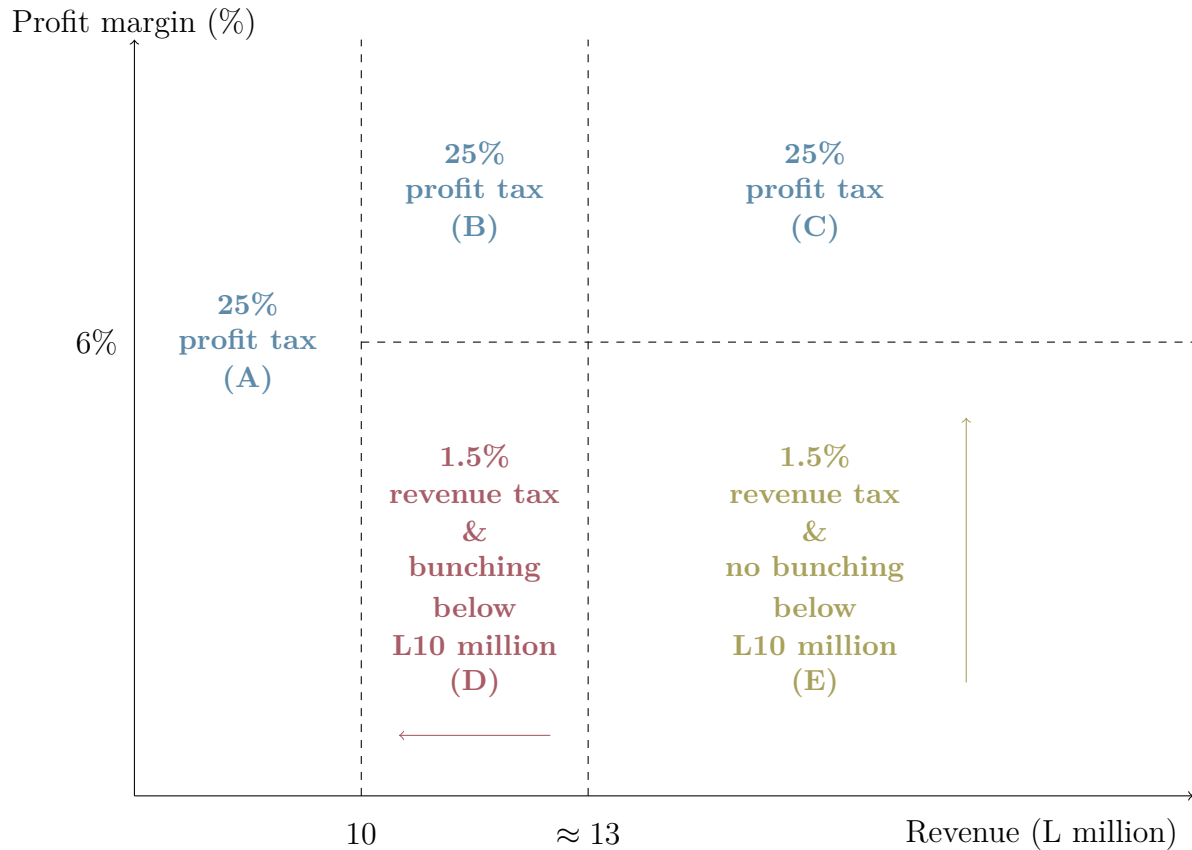 Profit margin (%)
25%
profit tax
(B)
25%
profit tax
(C)
25%
profit tax
(A)
6%
1.5%
revenue tax
&
bunching
below
L10 million
(D)
1.5%
revenue tax
&
no bunching
below
L10 million
(E)
10
≈ 13
Revenue (L million)